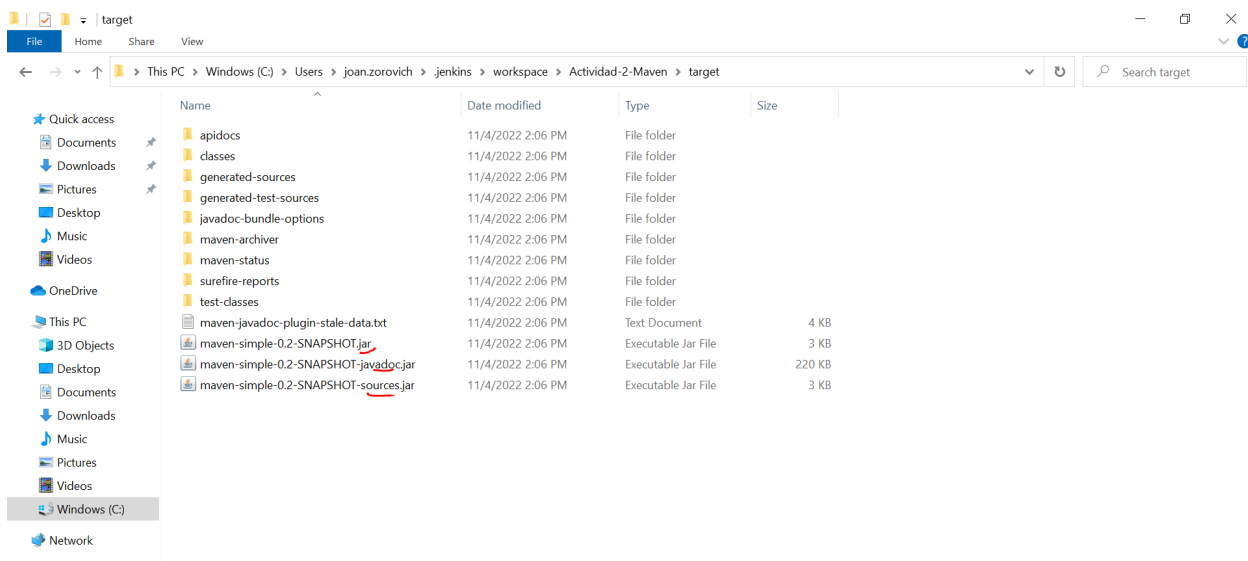 target
File Home Share View
This PC > Windows (C:) > Users > joan.zorovich > .jenkins > workspace > Actividad-2-Maven > target
Search target
Name Date modified Type Size
Quick access
Documents
Downloads
Pictures
Desktop
Music
Videos
OneDrive
This PC
3D Objects
Desktop
Documents
Downloads
Music
Pictures
Videos
Windows (C:)
Network
apidocs 11/4/2022 2:06 PM File folder
classes 11/4/2022 2:06 PM File folder
generated-sources 11/4/2022 2:06 PM File folder
generated-test-sources 11/4/2022 2:06 PM File folder
javadoc-bundle-options 11/4/2022 2:06 PM File folder
maven-archiver 11/4/2022 2:06 PM File folder
maven-status 11/4/2022 2:06 PM File folder
surefire-reports 11/4/2022 2:06 PM File folder
test-classes 11/4/2022 2:06 PM File folder
maven-javadoc-plugin-stale-data.txt 11/4/2022 2:06 PM Text Document 4 KB
maven-simple-0.2-SNAPSHOT.jar 11/4/2022 2:06 PM Executable Jar File 3 KB
maven-simple-0.2-SNAPSHOT-javadoc.jar 11/4/2022 2:06 PM Executable Jar File 220 KB
maven-simple-0.2-SNAPSHOT-sources.jar 11/4/2022 2:06 PM Executable Jar File 3 KB